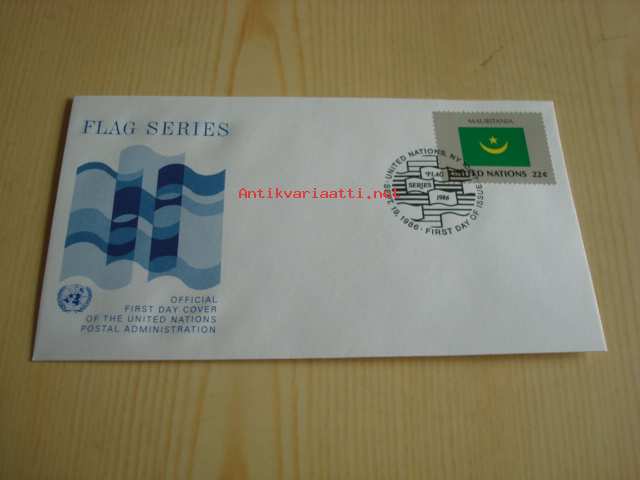 FLAG SERIES
OFFICIAL
FIRST DAY COVER
OF THE UNITED NATIONS
POSTAL ADMINISTRATION
MAURITANIA
UNITED NATIONS 22¢
UNITED NATIONS, NY
FLAG
SERIES
1986
19, 1986 · FIRST DAY OF ISSUE
Antikvariaatti.net